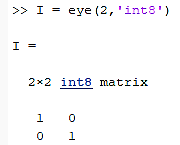 >> I = eye(2,'int8')
I =
2×2 int8 matrix
1 0
0 1